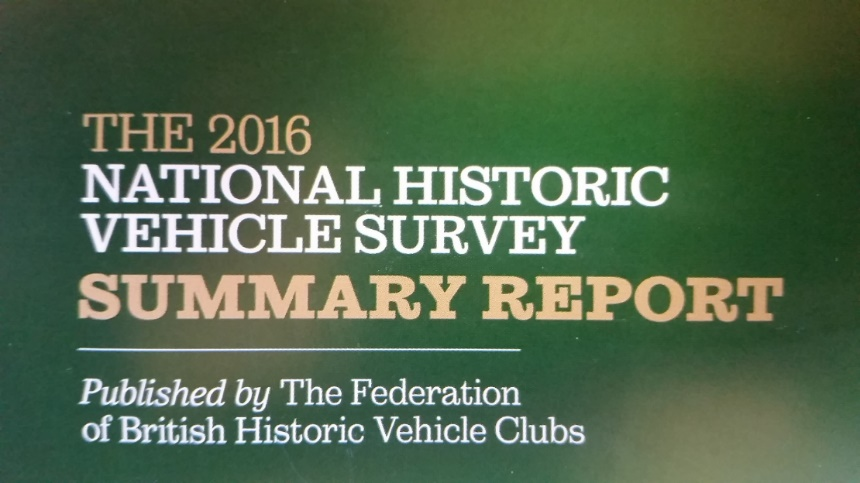 THE 2016
NATIONAL HISTORIC
VEHICLE SURVEY
SUMMARY REPORT
Published by The Federation
of British Historic Vehicle Clubs